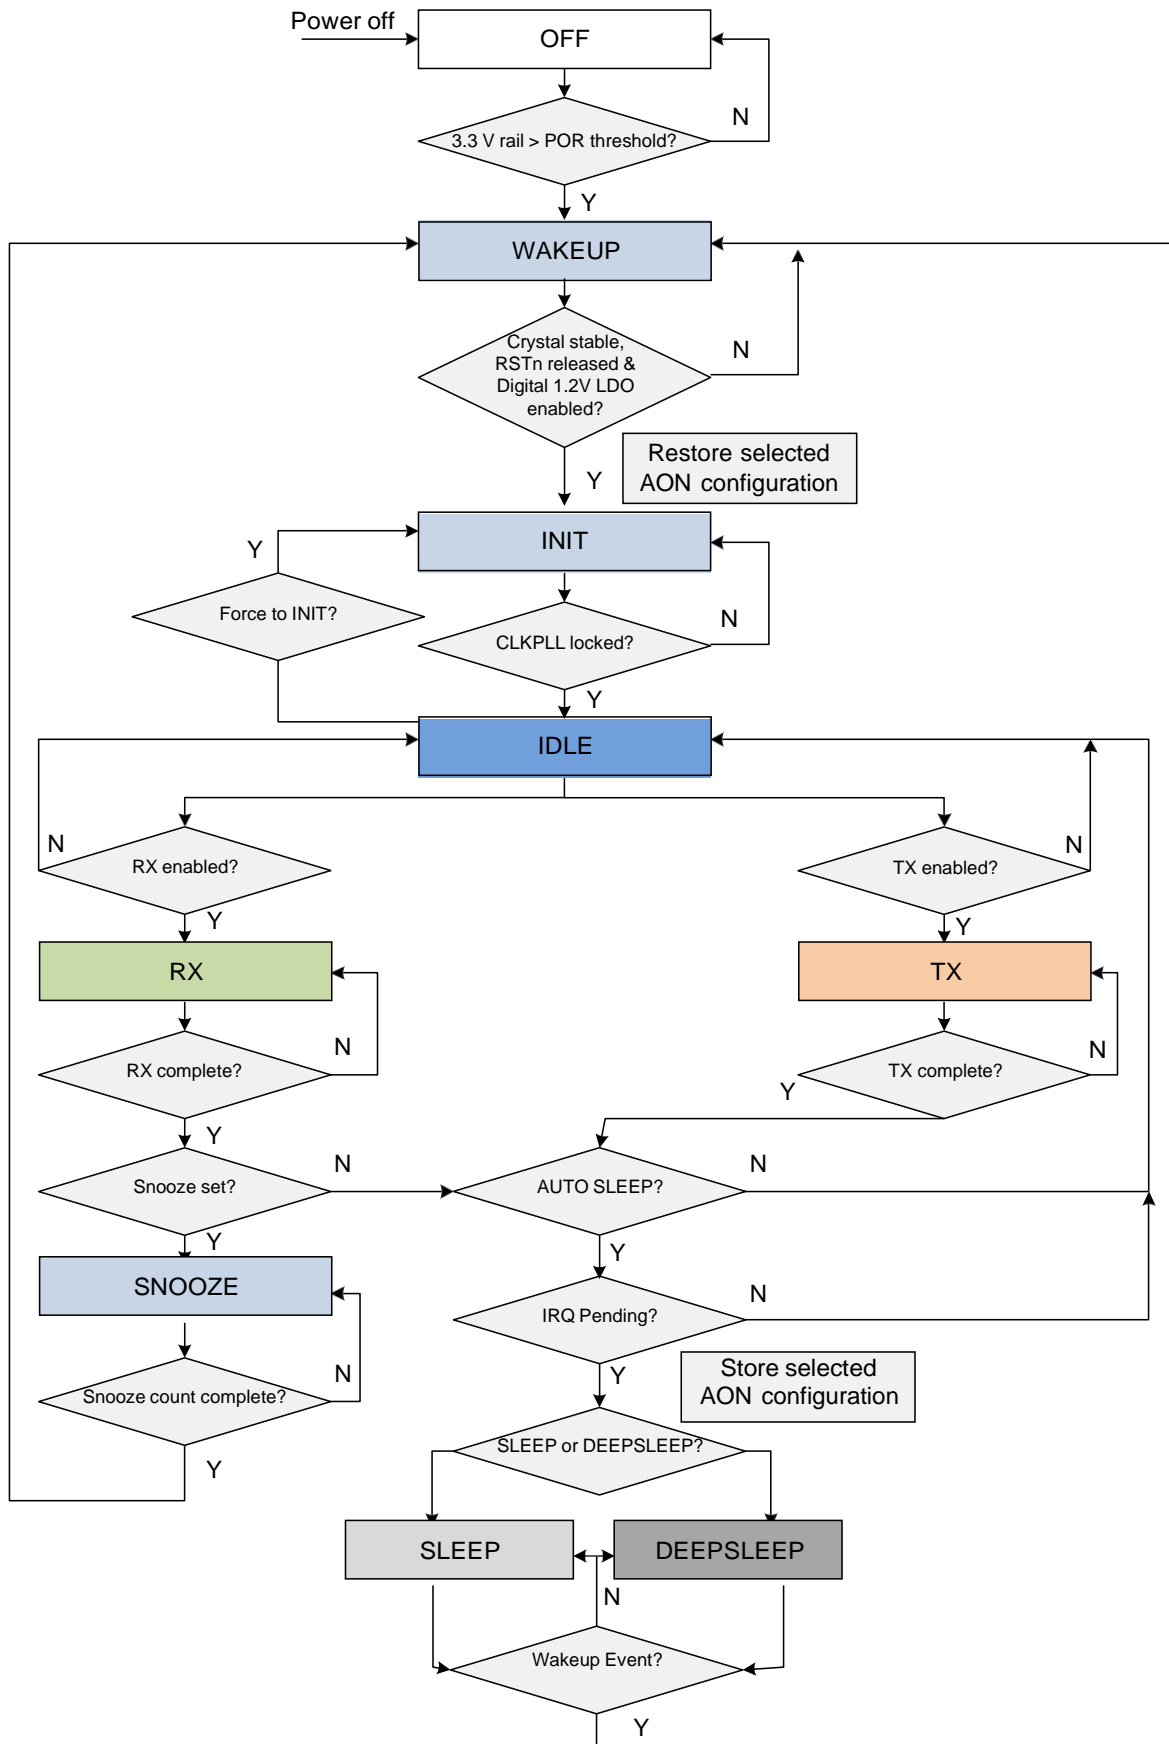 Power off
OFF
N
3.3 V rail > POR threshold?
Y
WAKEUP
Crystal stable,
RSTn released &
Digital 1.2V LDO
enabled?
N
Y
Restore selected
AON configuration
INIT
Y
Force to INIT?
CLKPLL locked?
N
Y
IDLE
N
RX enabled?
Y
TX enabled?
N
Y
RX
TX
RX complete?
N
Y
TX complete?
N
Y
Snooze set?
N
Y
AUTO SLEEP?
N
Y
SNOOZE
IRQ Pending?
N
Y
Snooze count complete?
N
Y
Store selected
AON configuration
SLEEP or DEEPSLEEP?
SLEEP
DEEPSLEEP
N
Wakeup Event?
Y